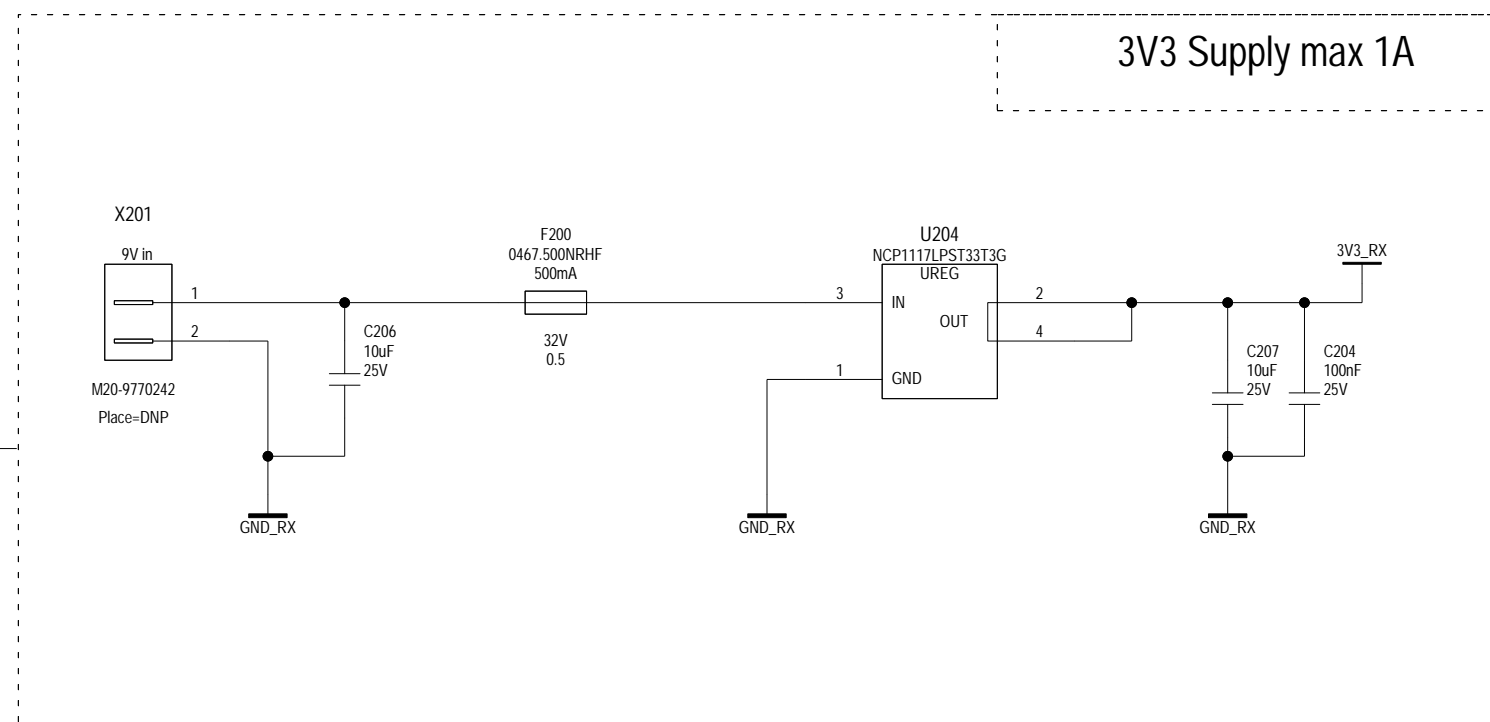 3V3 Supply max 1A
X201
9V in
1
2
M20-9770242
Place=DNP
C206
10uF
25V
GND_RX
F200
0467.500NRHF
500mA
32V
0.5
U204
NCP1117LPST33T3G
UREG
3
IN
1
GND
OUT
2
4
GND_RX
3V3_RX
C207
10uF
25V
C204
100nF
25V
GND_RX